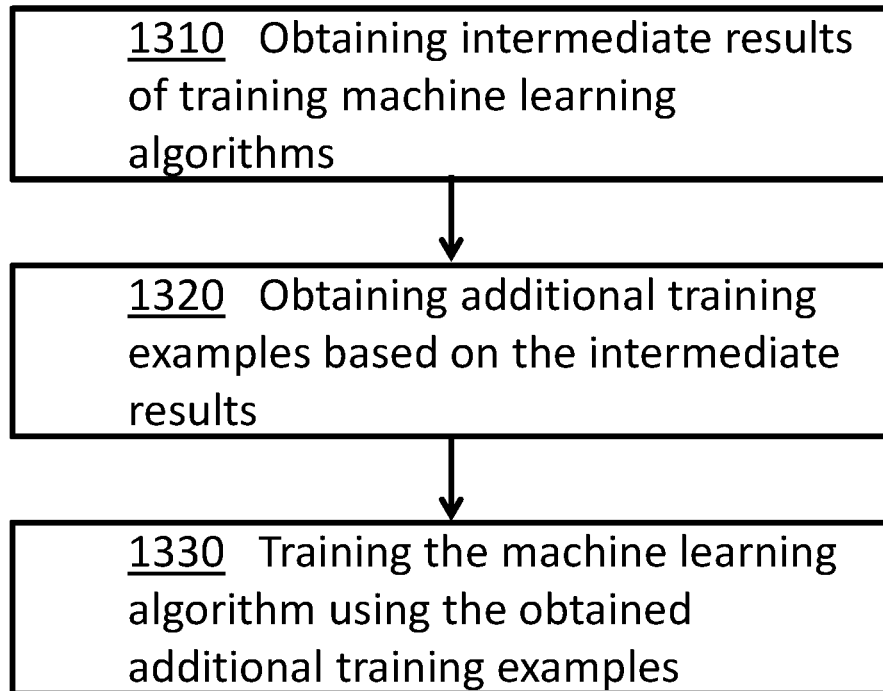 1310 Obtaining intermediate results
of training machine learning
algorithms
1320 Obtaining additional training
examples based on the intermediate
results
1330 Training the machine learning
algorithm using the obtained
additional training examples